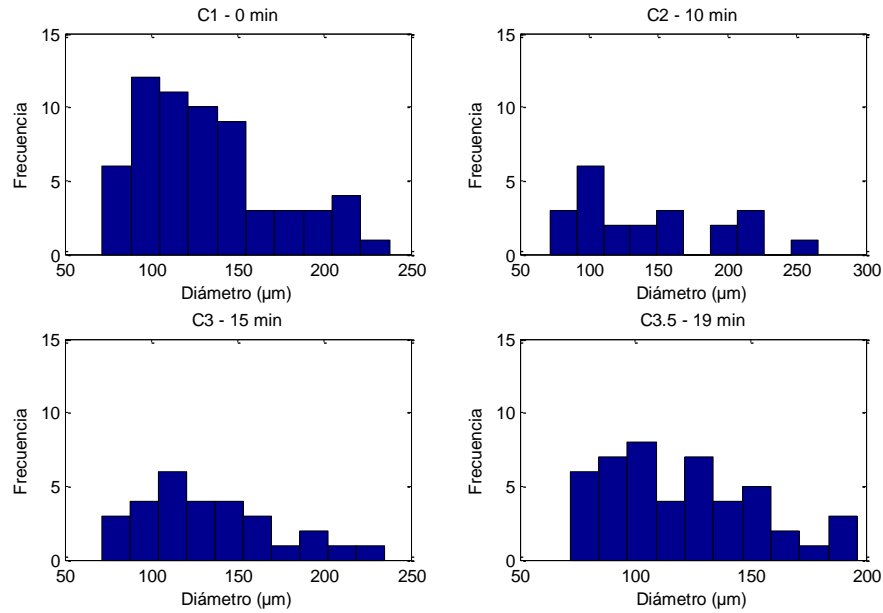 C1 - 0 min
15
10
5
0
Frecuencia
50 100 150 200 250
Diámetro (µm)
C2 - 10 min
15
10
5
0
Frecuencia
50 100 150 200 250 300
Diámetro (µm)
C3 - 15 min
15
10
5
0
Frecuencia
50 100 150 200 250
Diámetro (µm)
C3.5 - 19 min
15
10
5
0
Frecuencia
50 100 150 200
Diámetro (µm)